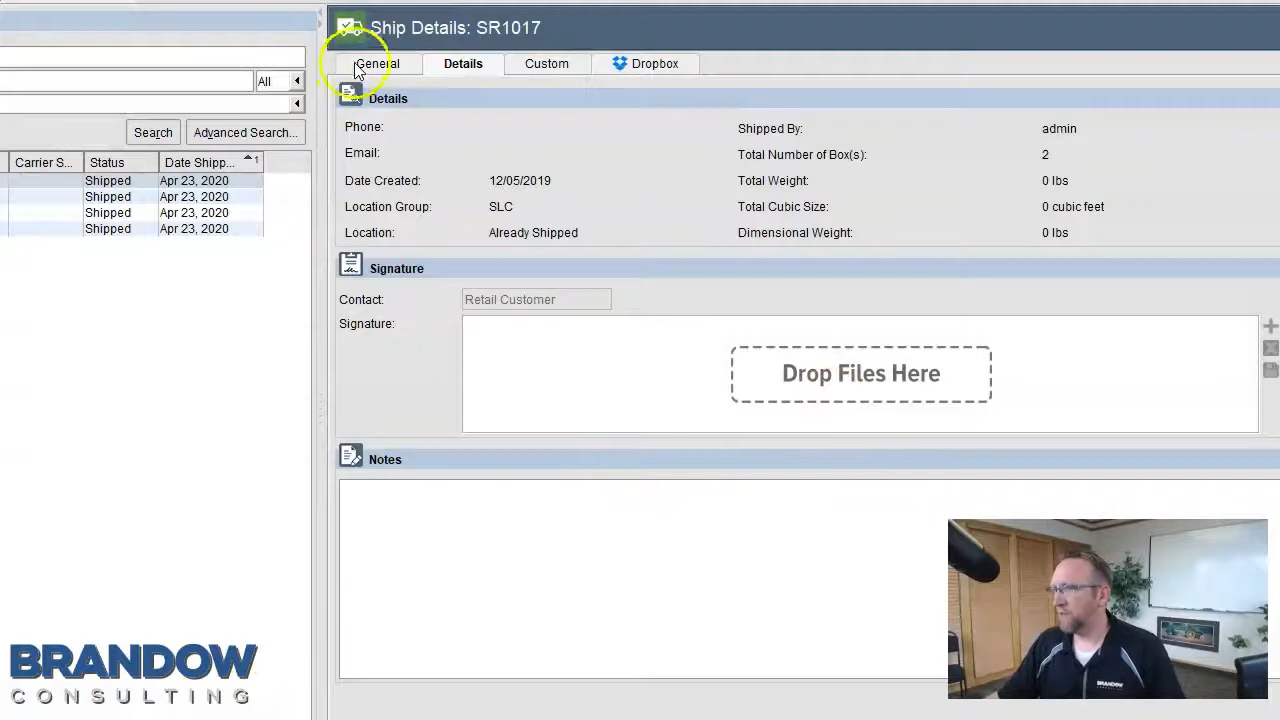 Ship Details: SR1017
General Details Custom Dropbox
All
Search Advanced Search...
Carrier S... Status Date Shipp... 1
Shipped Apr 23, 2020
Shipped Apr 23, 2020
Shipped Apr 23, 2020
Shipped Apr 23, 2020
Details
Phone: Shipped By: admin
Email: Total Number of Box(s): 2
Date Created: 12/05/2019 Total Weight: 0 lbs
Location Group: SLC Total Cubic Size: 0 cubic feet
Location: Already Shipped Dimensional Weight: 0 lbs
Signature
Contact: Retail Customer
Signature:
Drop Files Here
Notes
BRANDOW
CONSULTING
BRANDOW
CONSULTING